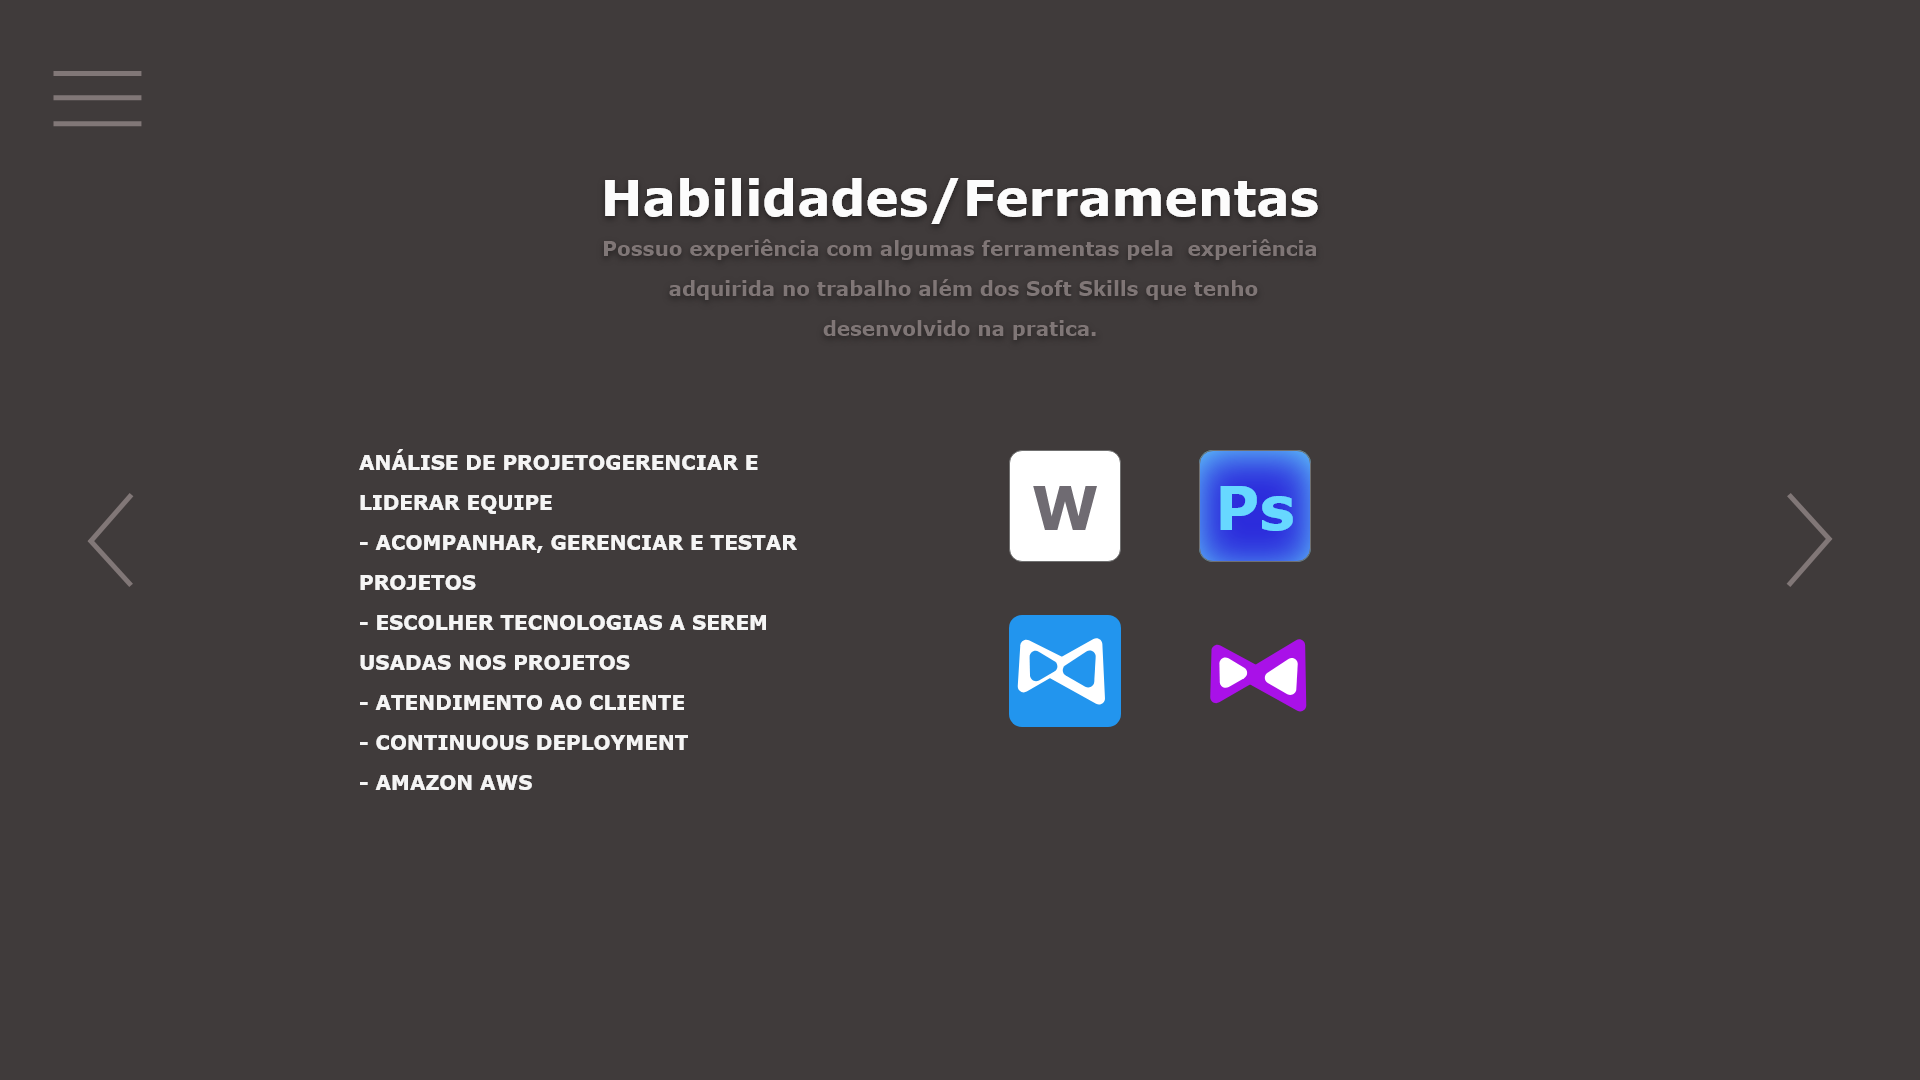 Habilidades/Ferramentas
Possuo experiência com algumas ferramentas pela  experiência
adquirida no trabalho além dos Soft Skills que tenho
desenvolvido na pratica.
ANÁLISE DE PROJETOGERENCIAR E
LIDERAR EQUIPE
- ACOMPANHAR, GERENCIAR E TESTAR
PROJETOS
- ESCOLHER TECNOLOGIAS A SEREM
USADAS NOS PROJETOS
- ATENDIMENTO AO CLIENTE
- CONTINUOUS DEPLOYMENT
- AMAZON AWS
W
Ps